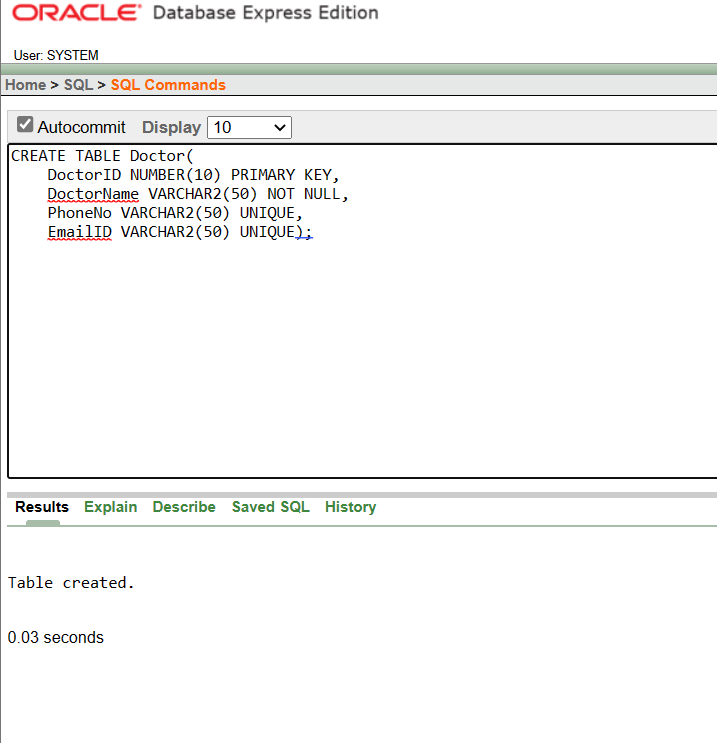 ORACLE Database Express Edition
User: SYSTEM
Home > SQL > SQL Commands
Autocommit Display 10
CREATE TABLE Doctor(
    DoctorID NUMBER(10) PRIMARY KEY,
    DoctorName VARCHAR2(50) NOT NULL,
    PhoneNo VARCHAR2(50) UNIQUE,
    EmailID VARCHAR2(50) UNIQUE);
Results Explain Describe Saved SQL History
Table created.
0.03 seconds